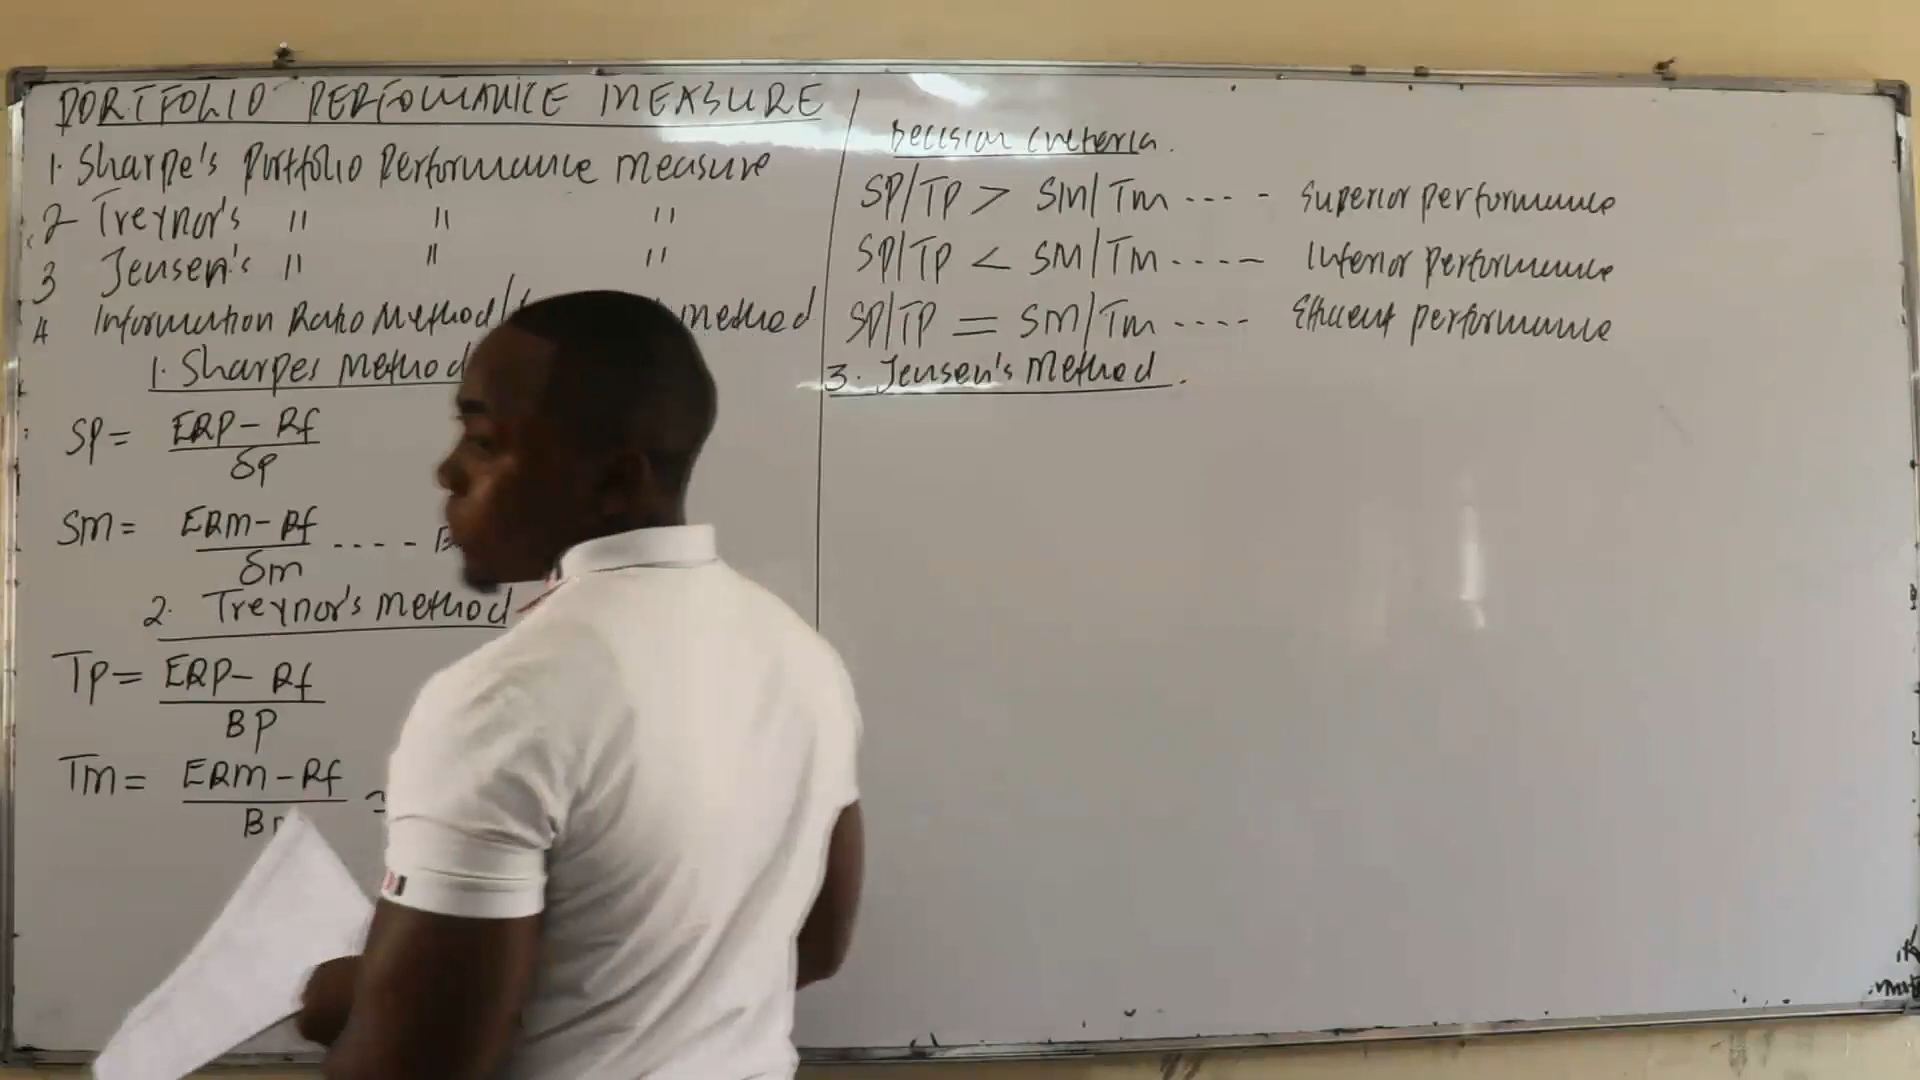 PORTFOLIO PERFOMANCE MEASURE
1. Sharpe's Portfolio Performance measure
2 Treynor's " " "
3 Jensen's " " "
4 Information Ratio Method/ method
1. Sharpes Method
SP= ERP-Rf
δp
SM= ERM-Rf ----
δm
2. Treynor's Method
TP= ERP- Rf
BP
Tm= ERM-Rf
Decision Criteria.
SP/TP > SM/Tm ---- Superior performance
SP/TP < SM/Tm ---- Inferior performance
SP/TP = SM/Tm ---- Efficent performance
3. Jensen's Method.